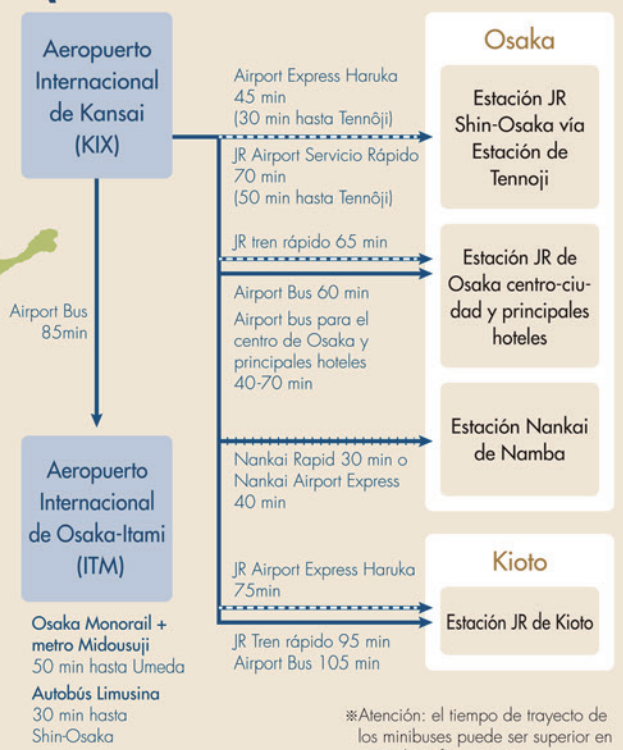 Aeropuerto
Internacional
de Kansai
(KIX)
Airport Bus
85min
Aeropuerto
Internacional
de Osaka-Itami
(ITM)
Osaka Monorail +
metro Midousuji
50 min hasta Umeda
Autobús Limusina
30 min hasta
Shin-Osaka
Airport Express Haruka
45 min
(30 min hasta Tennôji)
JR Airport Servicio Rápido
70 min
(50 min hasta Tennôji)
JR tren rápido 65 min
Airport Bus 60 min
Airport bus para el
centro de Osaka y
principales hoteles
40-70 min
Nankai Rapid 30 min o
Nankai Airport Express
40 min
JR Airport Express Haruka
75min
JR Tren rápido 95 min
Airport Bus 105 min
Osaka
Estación JR
Shin-Osaka vía
Estación de
Tennoji
Estación JR de
Osaka centro-ciu-
dad y principales
hoteles
Estación Nankai
de Namba
Kioto
Estación JR de Kioto
※Atención: el tiempo de trayecto de
los minibuses puede ser superior en